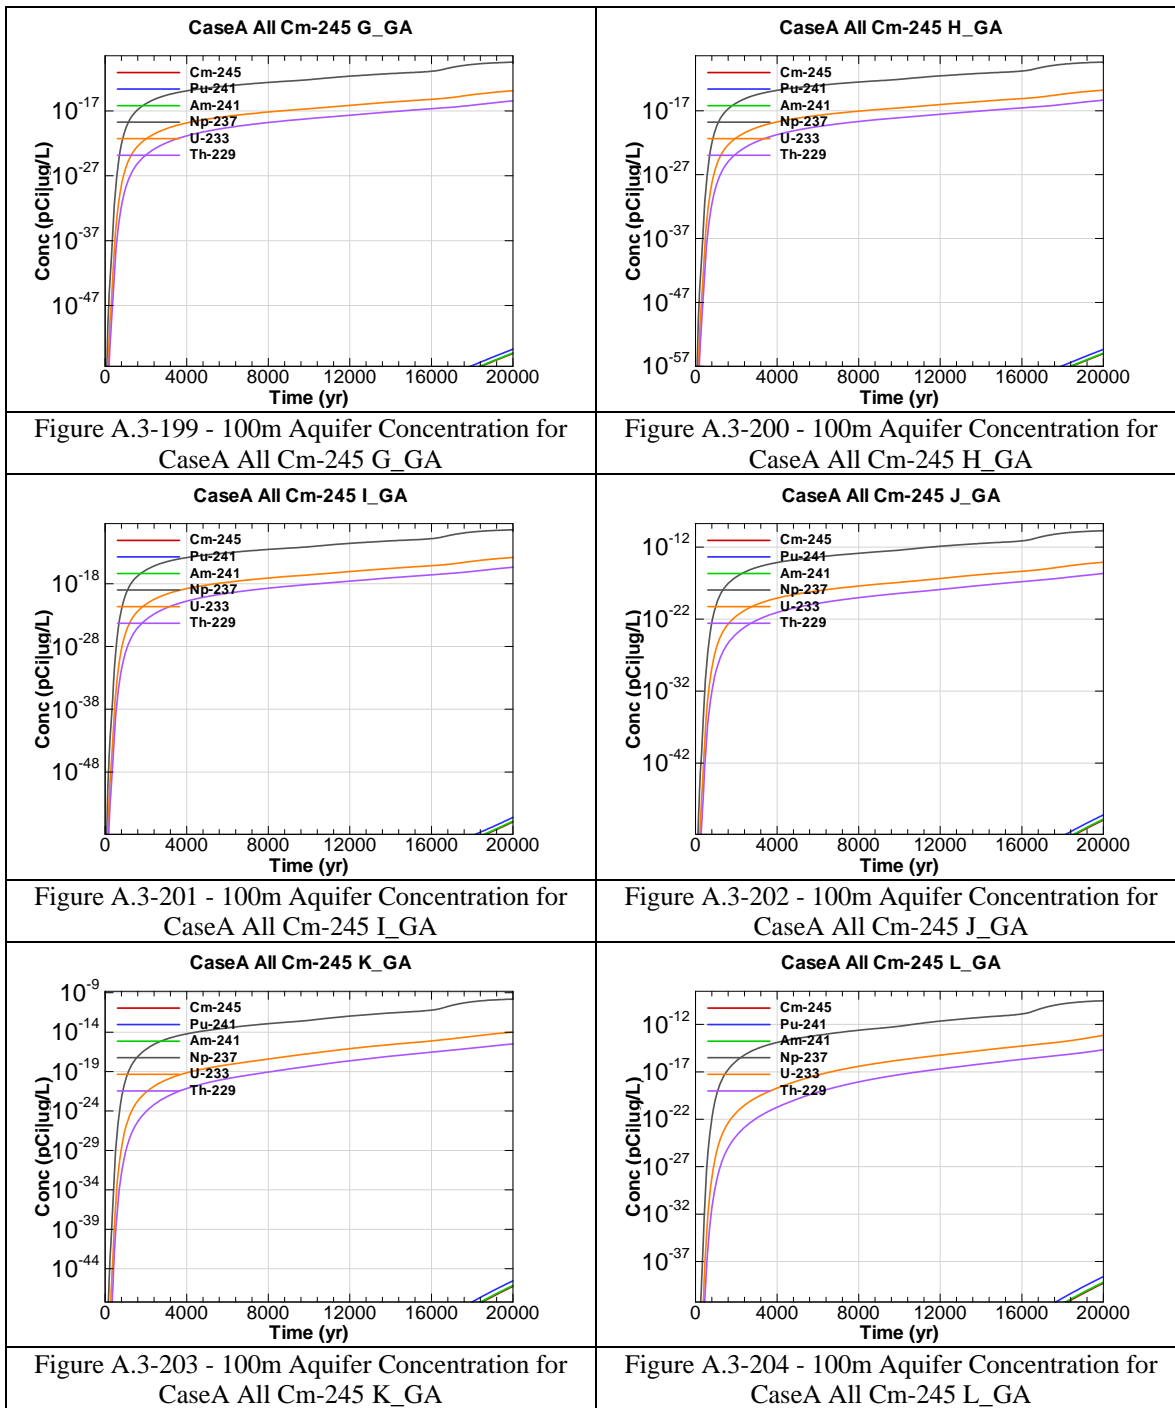 CaseA All Cm-245 G_GA
Conc (pCi|ug/L)
10^-17
10^-27
10^-37
10^-47
Cm-245
Pu-241
Am-241
Np-237
U-233
Th-229
0 4000 8000 12000 16000 20000
Time (yr)
Figure A.3-199 - 100m Aquifer Concentration for
CaseA All Cm-245 G_GA
CaseA All Cm-245 H_GA
Conc (pCi|ug/L)
10^-17
10^-27
10^-37
10^-47
10^-57
Cm-245
Pu-241
Am-241
Np-237
U-233
Th-229
0 4000 8000 12000 16000 20000
Time (yr)
Figure A.3-200 - 100m Aquifer Concentration for
CaseA All Cm-245 H_GA
CaseA All Cm-245 I_GA
Conc (pCi|ug/L)
10^-18
10^-28
10^-38
10^-48
Cm-245
Pu-241
Am-241
Np-237
U-233
Th-229
0 4000 8000 12000 16000 20000
Time (yr)
Figure A.3-201 - 100m Aquifer Concentration for
CaseA All Cm-245 I_GA
CaseA All Cm-245 J_GA
Conc (pCi|ug/L)
10^-12
10^-22
10^-32
10^-42
Cm-245
Pu-241
Am-241
Np-237
U-233
Th-229
0 4000 8000 12000 16000 20000
Time (yr)
Figure A.3-202 - 100m Aquifer Concentration for
CaseA All Cm-245 J_GA
CaseA All Cm-245 K_GA
Conc (pCi|ug/L)
10^-9
10^-14
10^-19
10^-24
10^-29
10^-34
10^-39
10^-44
Cm-245
Pu-241
Am-241
Np-237
U-233
Th-229
0 4000 8000 12000 16000 20000
Time (yr)
Figure A.3-203 - 100m Aquifer Concentration for
CaseA All Cm-245 K_GA
CaseA All Cm-245 L_GA
Conc (pCi|ug/L)
10^-12
10^-17
10^-22
10^-27
10^-32
10^-37
Cm-245
Pu-241
Am-241
Np-237
U-233
Th-229
0 4000 8000 12000 16000 20000
Time (yr)
Figure A.3-204 - 100m Aquifer Concentration for
CaseA All Cm-245 L_GA